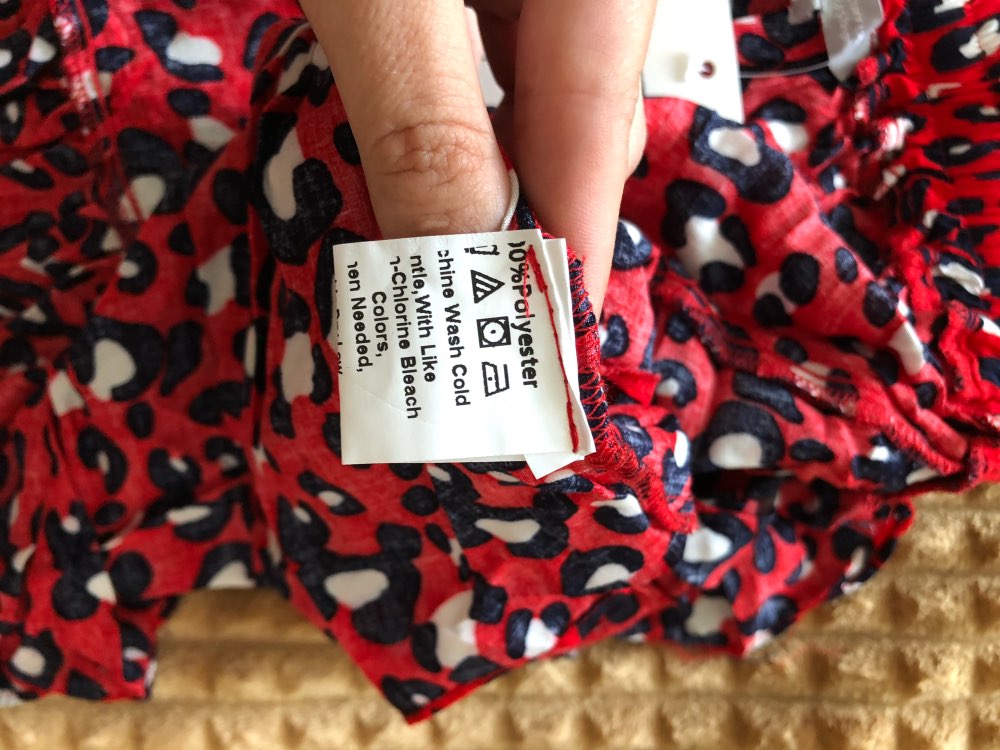 0%Polyester
chine Wash Cold
ntle,With Like
-Chlorine Bleach
Colors,
en Needed,